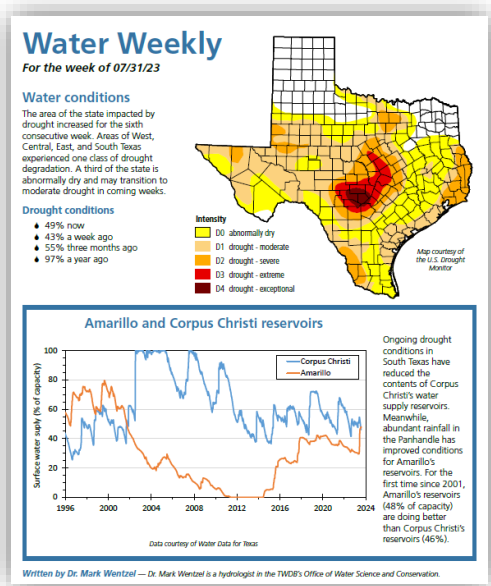 Water Weekly
For the week of 07/31/23
Water conditions
The area of the state impacted by
drought increased for the sixth
consecutive week. Areas of West,
Central, East, and South Texas
experienced one class of drought
degradation. A third of the state is
abnormally dry and may transition to
moderate drought in coming weeks.
Drought conditions
49% now
43% a week ago
55% three months ago
97% a year ago
Intensity
D0 abnormally dry
D1 drought - moderate
D2 drought - severe
D3 drought - extreme
D4 drought - exceptional
Map courtesy of
the U.S. Drought
Monitor
Amarillo and Corpus Christi reservoirs
Surface water supply (% of capacity)
100
80
60
40
20
0
1996 2000 2004 2008 2012 2016 2020 2024
Corpus Christi
Amarillo
Data courtesy of Water Data for Texas
Ongoing drought
conditions in
South Texas have
reduced the
contents of Corpus
Christi's water
supply reservoirs.
Meanwhile,
abundant rainfall in
the Panhandle has
improved conditions
for Amarillo's
reservoirs. For the
first time since 2001,
Amarillo's reservoirs
(48% of capacity)
are doing better
than Corpus Christi's
reservoirs (46%).
Written by Dr. Mark Wentzel — Dr. Mark Wentzel is a hydrologist in the TWDB's Office of Water Science and Conservation.